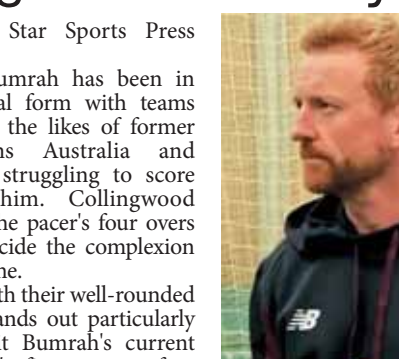 Star Sports Press
umrah has been in
al form with teams
the likes of former
ns Australia and
struggling to score
him. Collingwood
he pacer's four overs
cide the complexion
ne.
th their well-rounded
ands out particularly
t Bumrah's current
NB